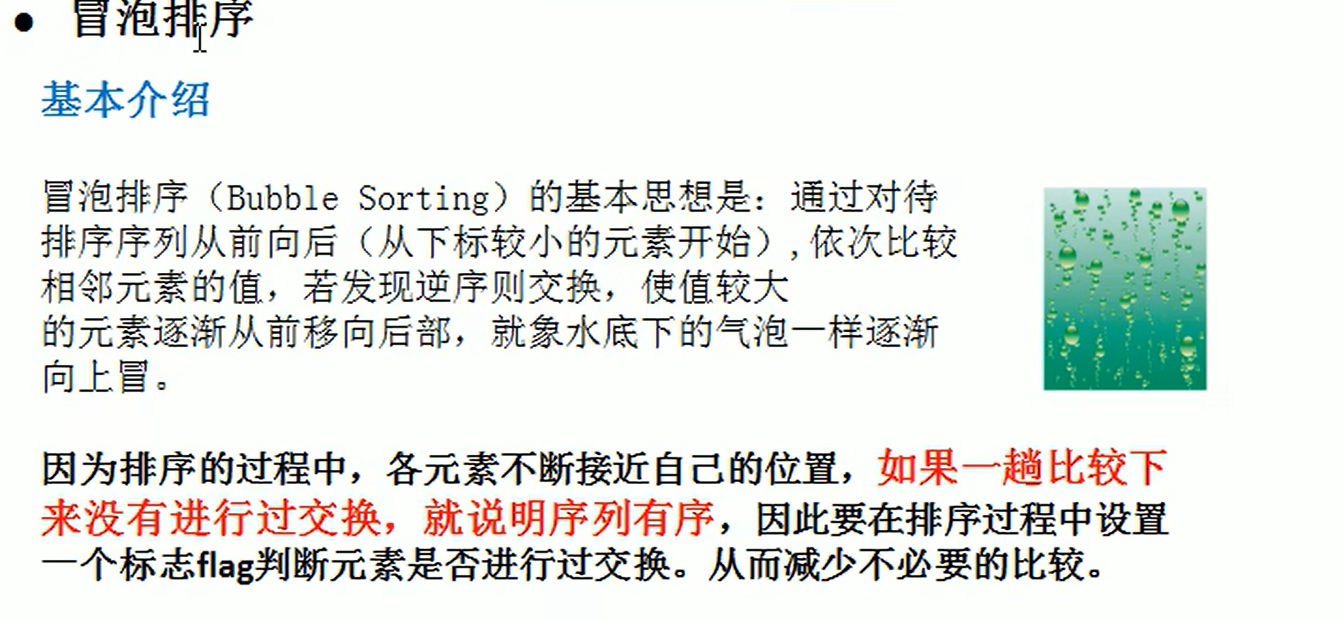 ● 冒泡排序
基本介绍
冒泡排序（Bubble Sorting）的基本思想是：通过对待
排序序列从前向后（从下标较小的元素开始）,依次比较
相邻元素的值，若发现逆序则交换，使值较大
的元素逐渐从前移向后部，就象水底下的气泡一样逐渐
向上冒。
因为排序的过程中，各元素不断接近自己的位置，如果一趟比较下
来没有进行过交换，就说明序列有序，因此要在排序过程中设置
一个标志flag判断元素是否进行过交换。从而减少不必要的比较。